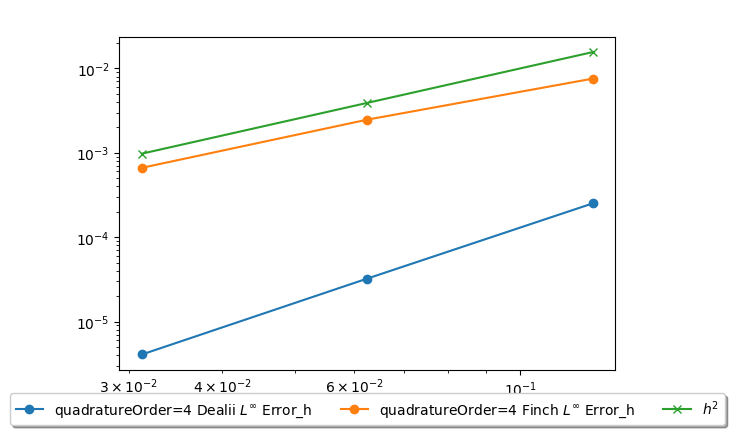 10⁻²
10⁻³
10⁻⁴
10⁻⁵
3 × 10⁻² 4 × 10⁻² 6 × 10⁻² 10⁻¹
quadratureOrder=4 Dealii L∞ Error_h quadratureOrder=4 Finch L∞ Error_h h²